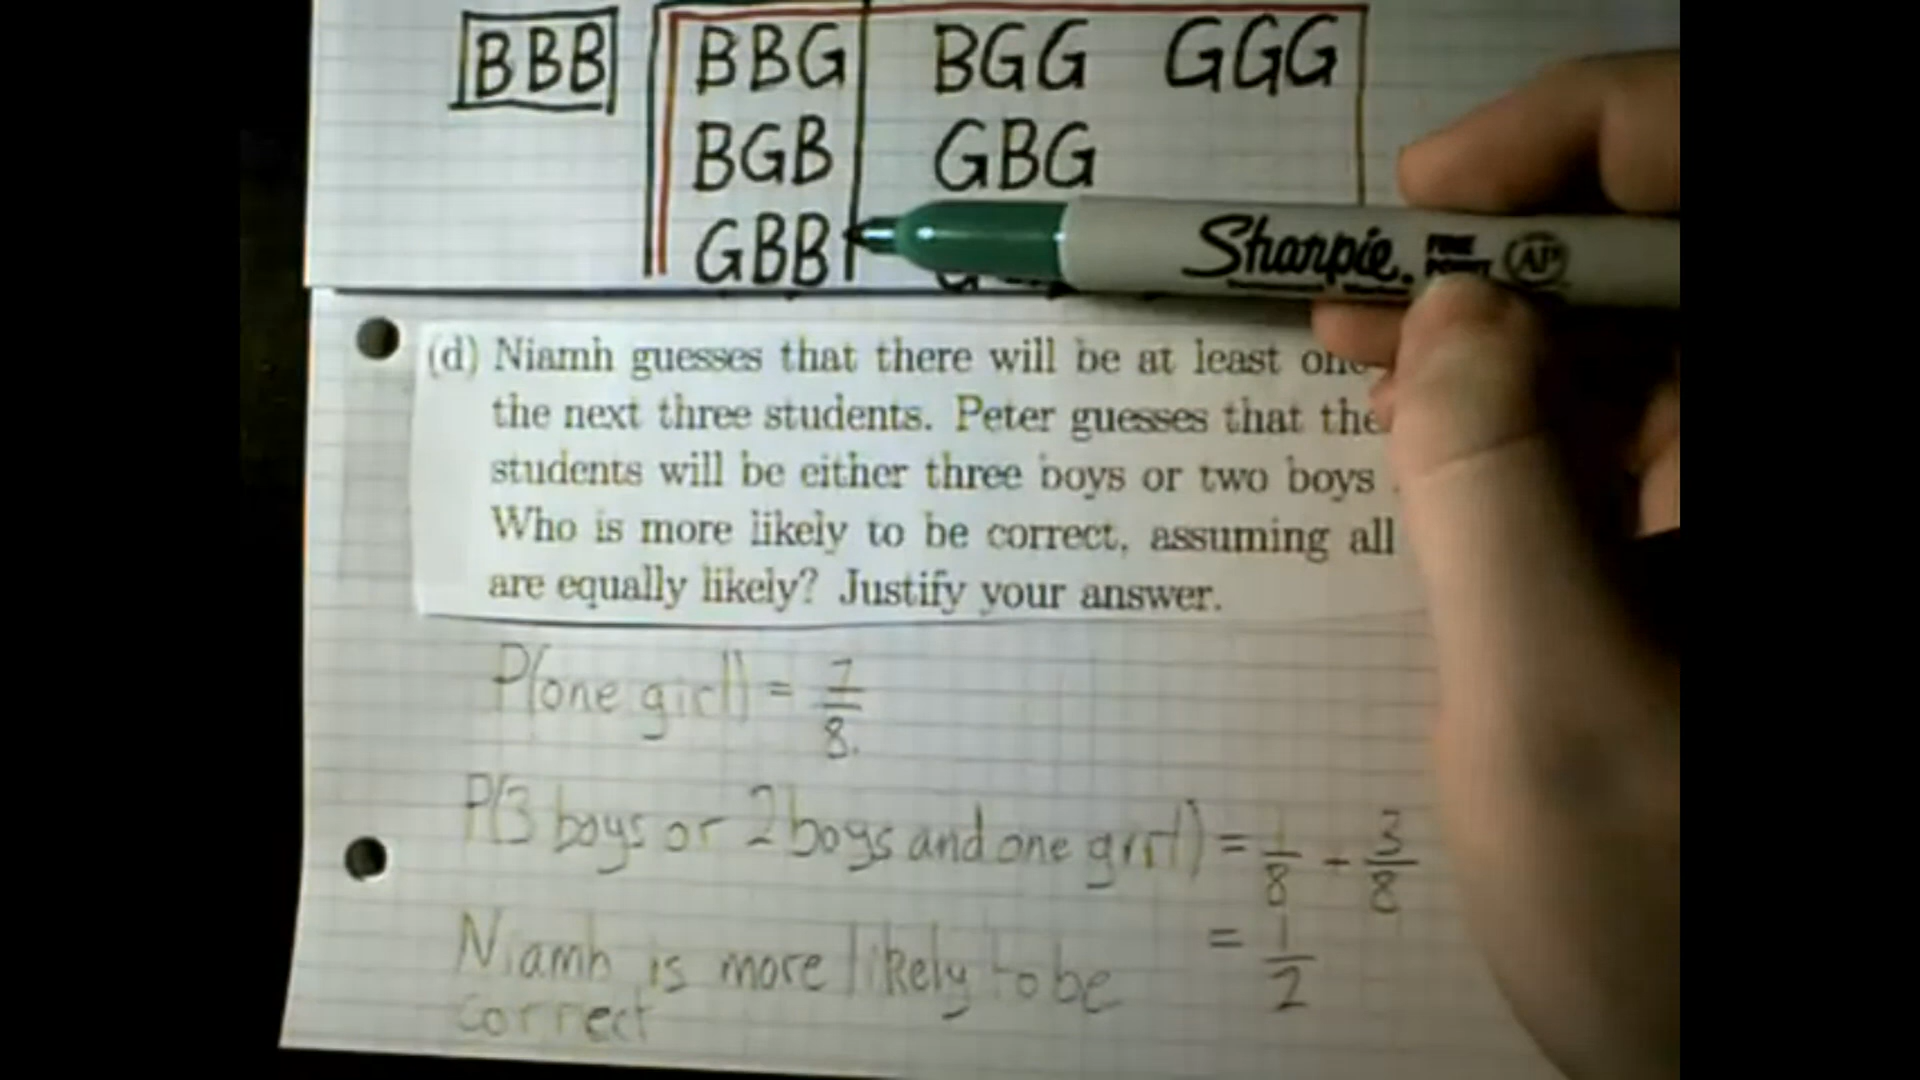 BBB BBG BGG GGG
BGB GBG
GBB
Sharpie. FINE POINT AP
(d) Niamh guesses that there will be at least one
the next three students. Peter guesses that the
students will be either three boys or two boys
Who is more likely to be correct, assuming all
are equally likely? Justify your answer.
P(one girl) = 7/8.
P(3 boys or 2 boys and one girl) = 1/8 + 3/8
= 1/2
Niamh is more likely to be
correct